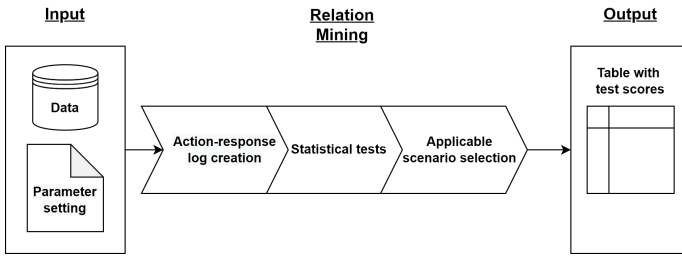 Input
Relation
Mining
Output
Data
Parameter
setting
Action-response
log creation
Statistical tests
Applicable
scenario selection
Table with
test scores